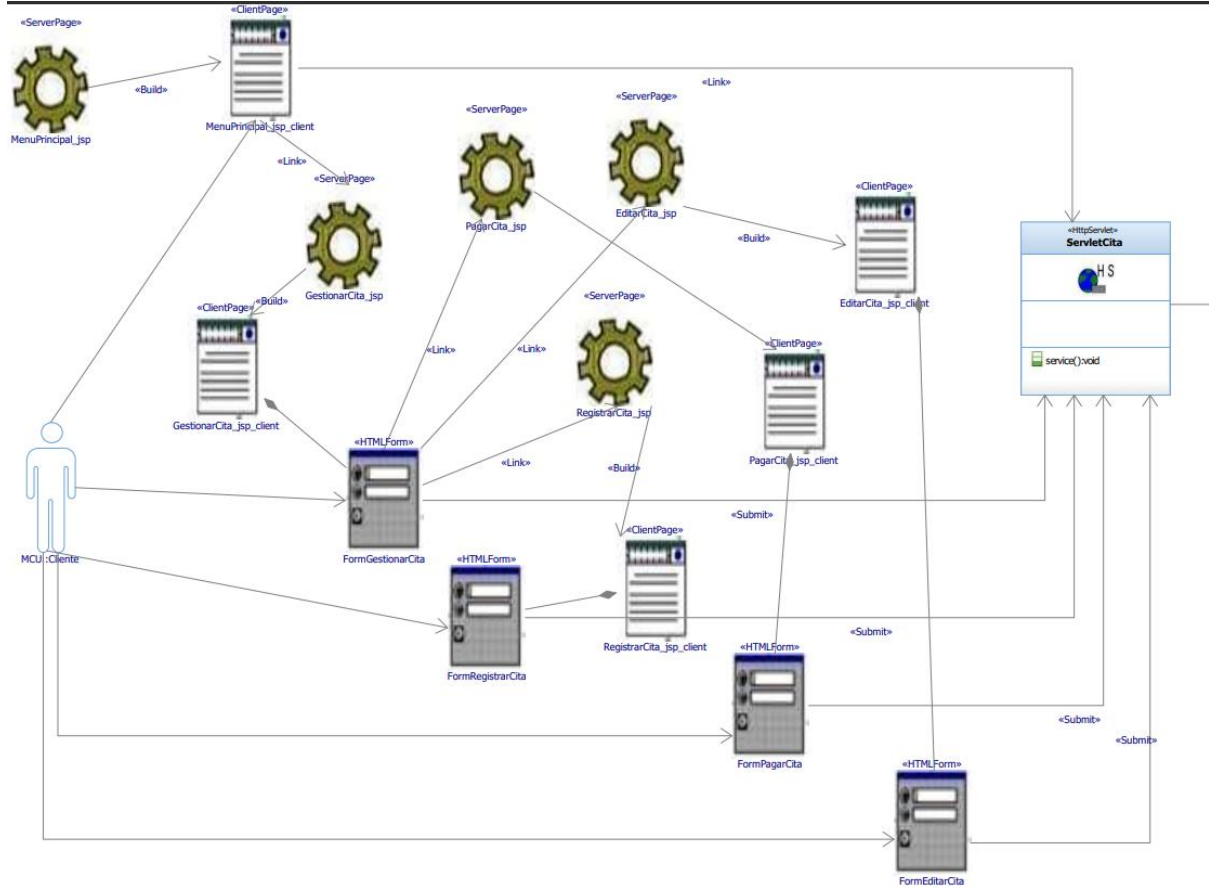 «ServerPage»
MenuPrincipal_jsp
«Build»
«ClientPage»
MenuPrincipal_jsp_client
«Link»
«Link»
«ServerPage»
GestionarCita_jsp
«Build»
«ClientPage»
GestionarCita_jsp_client
«ServerPage»
PagarCita_jsp
«ServerPage»
EditarCita_jsp
«Build»
«ClientPage»
EditarCita_jsp_client
«HttpServlet»
ServletCita
H S
service():void
«Link»
«Link»
«ServerPage»
RegistrarCita_jsp
«Link»
«Build»
«ClientPage»
PagarCita_jsp_client
MCU::Cliente
«HTMLForm»
FormGestionarCita
«Submit»
«HTMLForm»
FormRegistrarCita
«ClientPage»
RegistrarCita_jsp_client
«Submit»
«HTMLForm»
FormPagarCita
«Submit»
«Submit»
«HTMLForm»
FormEditarCita